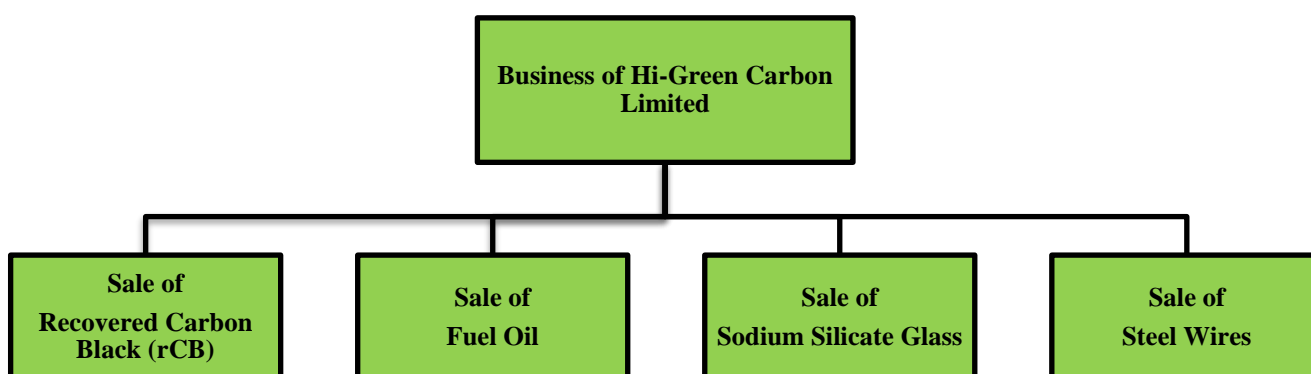 Business of Hi-Green Carbon
Limited
Sale of
Recovered Carbon
Black (rCB)
Sale of
Fuel Oil
Sale of
Sodium Silicate Glass
Sale of
Steel Wires